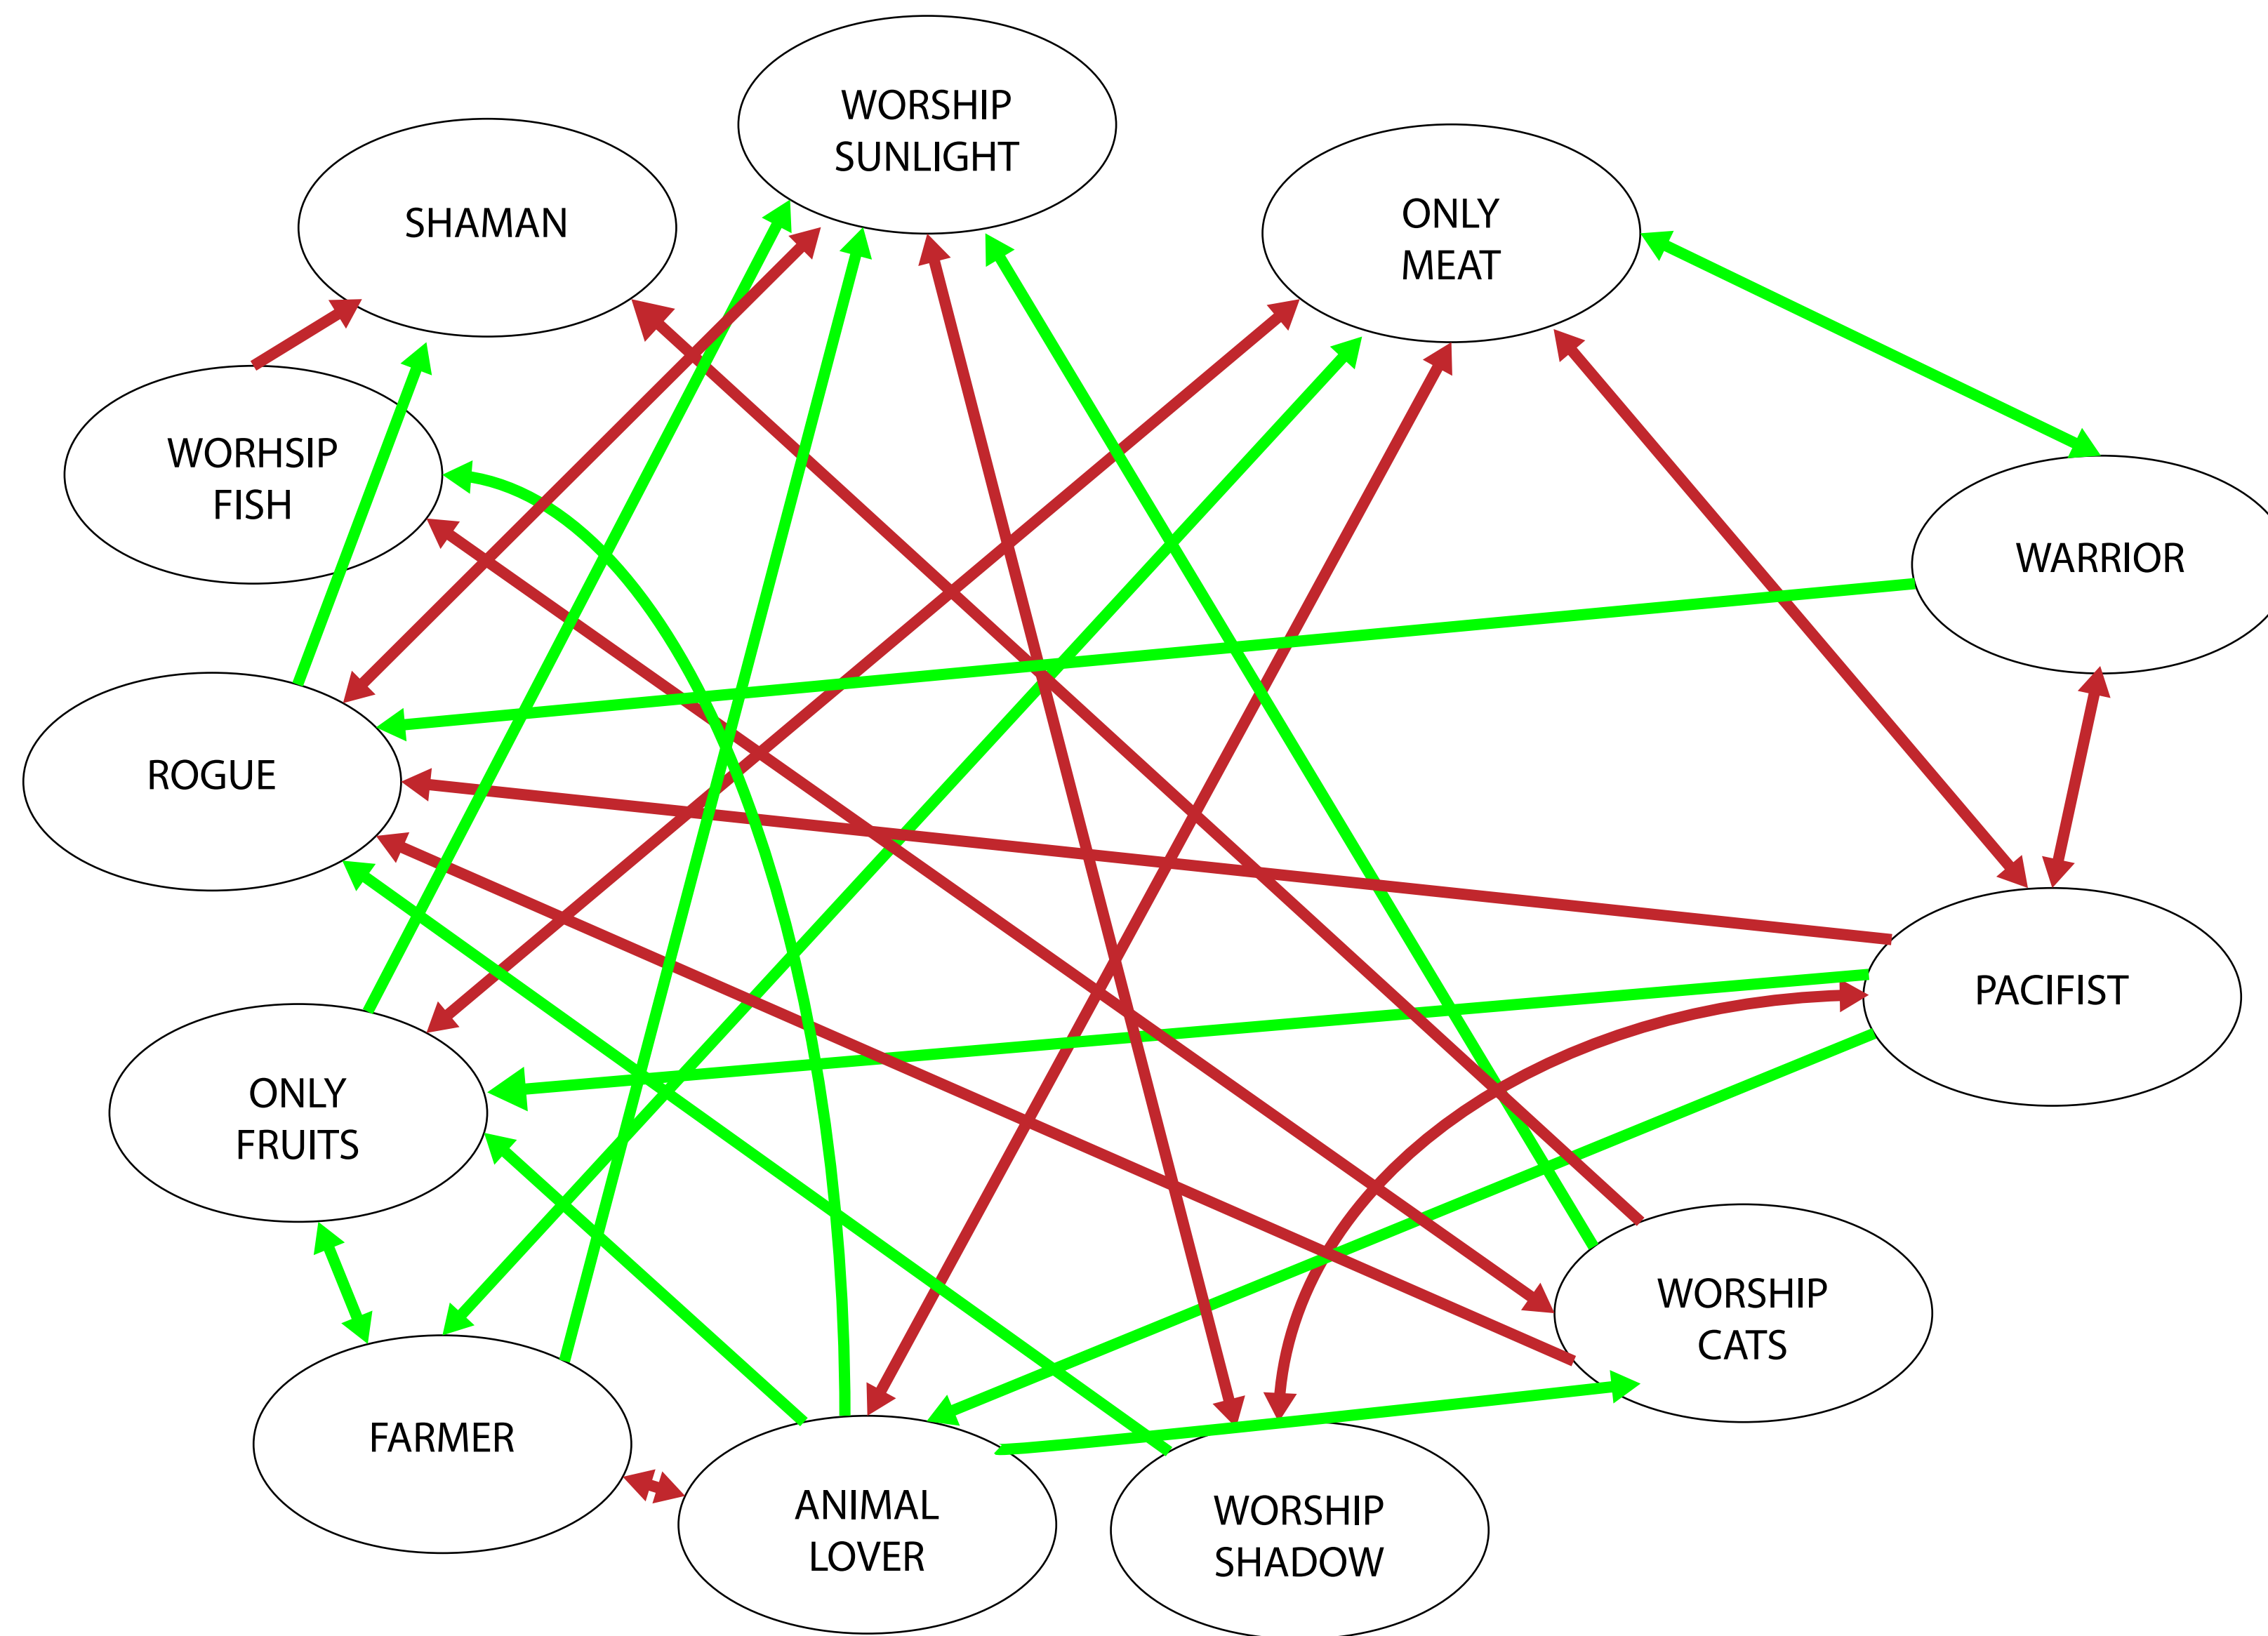 WORSHIP
SUNLIGHT
SHAMAN
ONLY
MEAT
WORHSIP
FISH
WARRIOR
ROGUE
PACIFIST
ONLY
FRUITS
WORSHIP
CATS
FARMER
ANIMAL
LOVER
WORSHIP
SHADOW